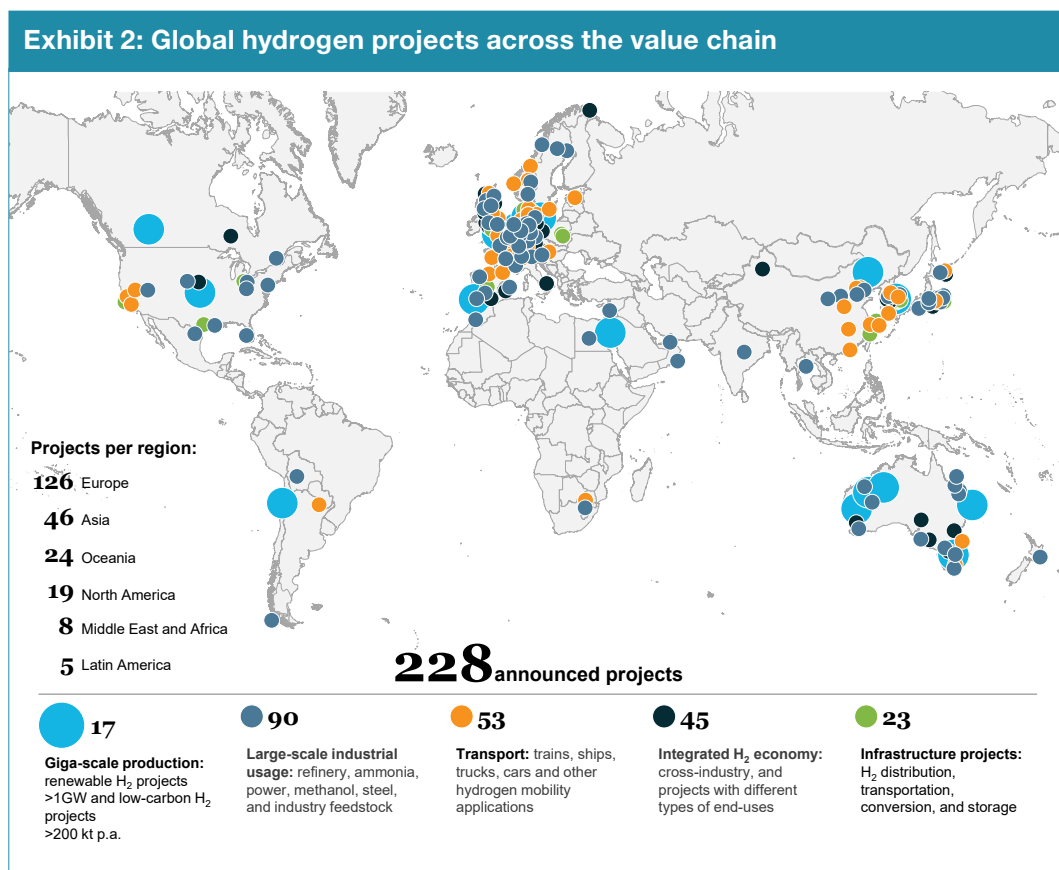 Exhibit 2: Global hydrogen projects across the value chain
Projects per region:
126 Europe
46 Asia
24 Oceania
19 North America
8 Middle East and Africa
5 Latin America
228 announced projects
17
Giga-scale production:
renewable H₂ projects
>1GW and low-carbon H₂
projects
>200 kt p.a.
90
Large-scale industrial
usage: refinery, ammonia,
power, methanol, steel,
and industry feedstock
53
Transport: trains, ships,
trucks, cars and other
hydrogen mobility
applications
45
Integrated H₂ economy:
cross-industry, and
projects with different
types of end-uses
23
Infrastructure projects:
H₂ distribution,
transportation,
conversion, and storage